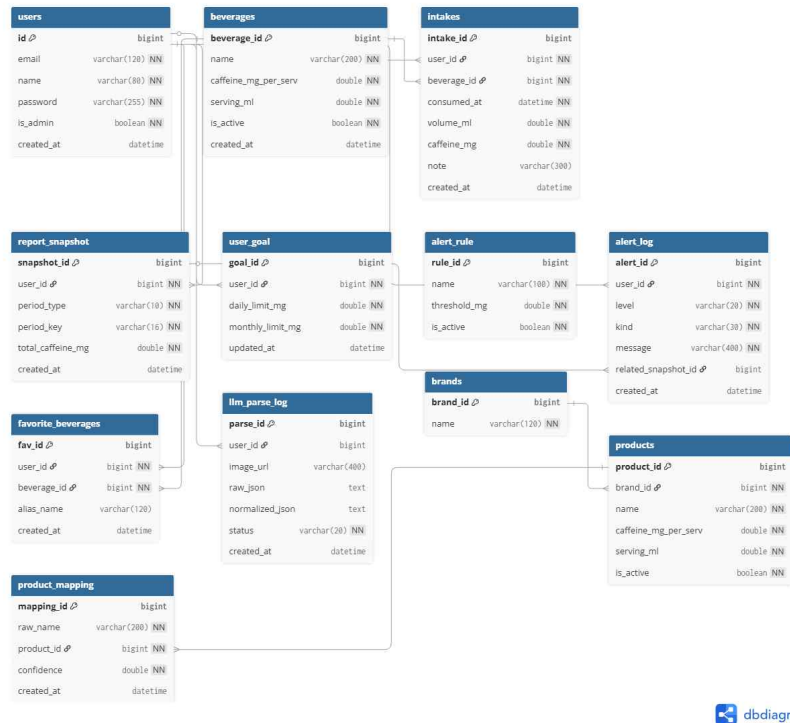 users
id bigint
email varchar(120) NN
name varchar(80) NN
password varchar(255) NN
is_admin boolean NN
created_at datetime
beverages
beverage_id bigint
name varchar(200) NN
caffeine_mg_per_serv double NN
serving_ml double NN
is_active boolean NN
created_at datetime
intakes
intake_id bigint
user_id bigint NN
beverage_id bigint NN
consumed_at datetime NN
volume_ml double NN
caffeine_mg double NN
note varchar(300)
created_at datetime
report_snapshot
snapshot_id bigint
user_id bigint NN
period_type varchar(10) NN
period_key varchar(16) NN
total_caffeine_mg double NN
created_at datetime
user_goal
goal_id bigint
user_id bigint NN
daily_limit_mg double NN
monthly_limit_mg double NN
updated_at datetime
alert_rule
rule_id bigint
name varchar(100) NN
threshold_mg double NN
is_active boolean NN
alert_log
alert_id bigint
user_id bigint NN
level varchar(20) NN
kind varchar(30) NN
message varchar(400) NN
related_snapshot_id bigint
created_at datetime
brands
brand_id bigint
name varchar(120) NN
favorite_beverages
fav_id bigint
user_id bigint NN
beverage_id bigint NN
alias_name varchar(120)
created_at datetime
llm_parse_log
parse_id bigint
user_id bigint
image_url varchar(400)
raw_json text
normalized_json text
status varchar(20) NN
created_at datetime
products
product_id bigint
brand_id bigint NN
name varchar(200) NN
caffeine_mg_per_serv double NN
serving_ml double NN
is_active boolean NN
product_mapping
mapping_id bigint
raw_name varchar(200) NN
product_id bigint NN
confidence double NN
created_at datetime
dbdiagr